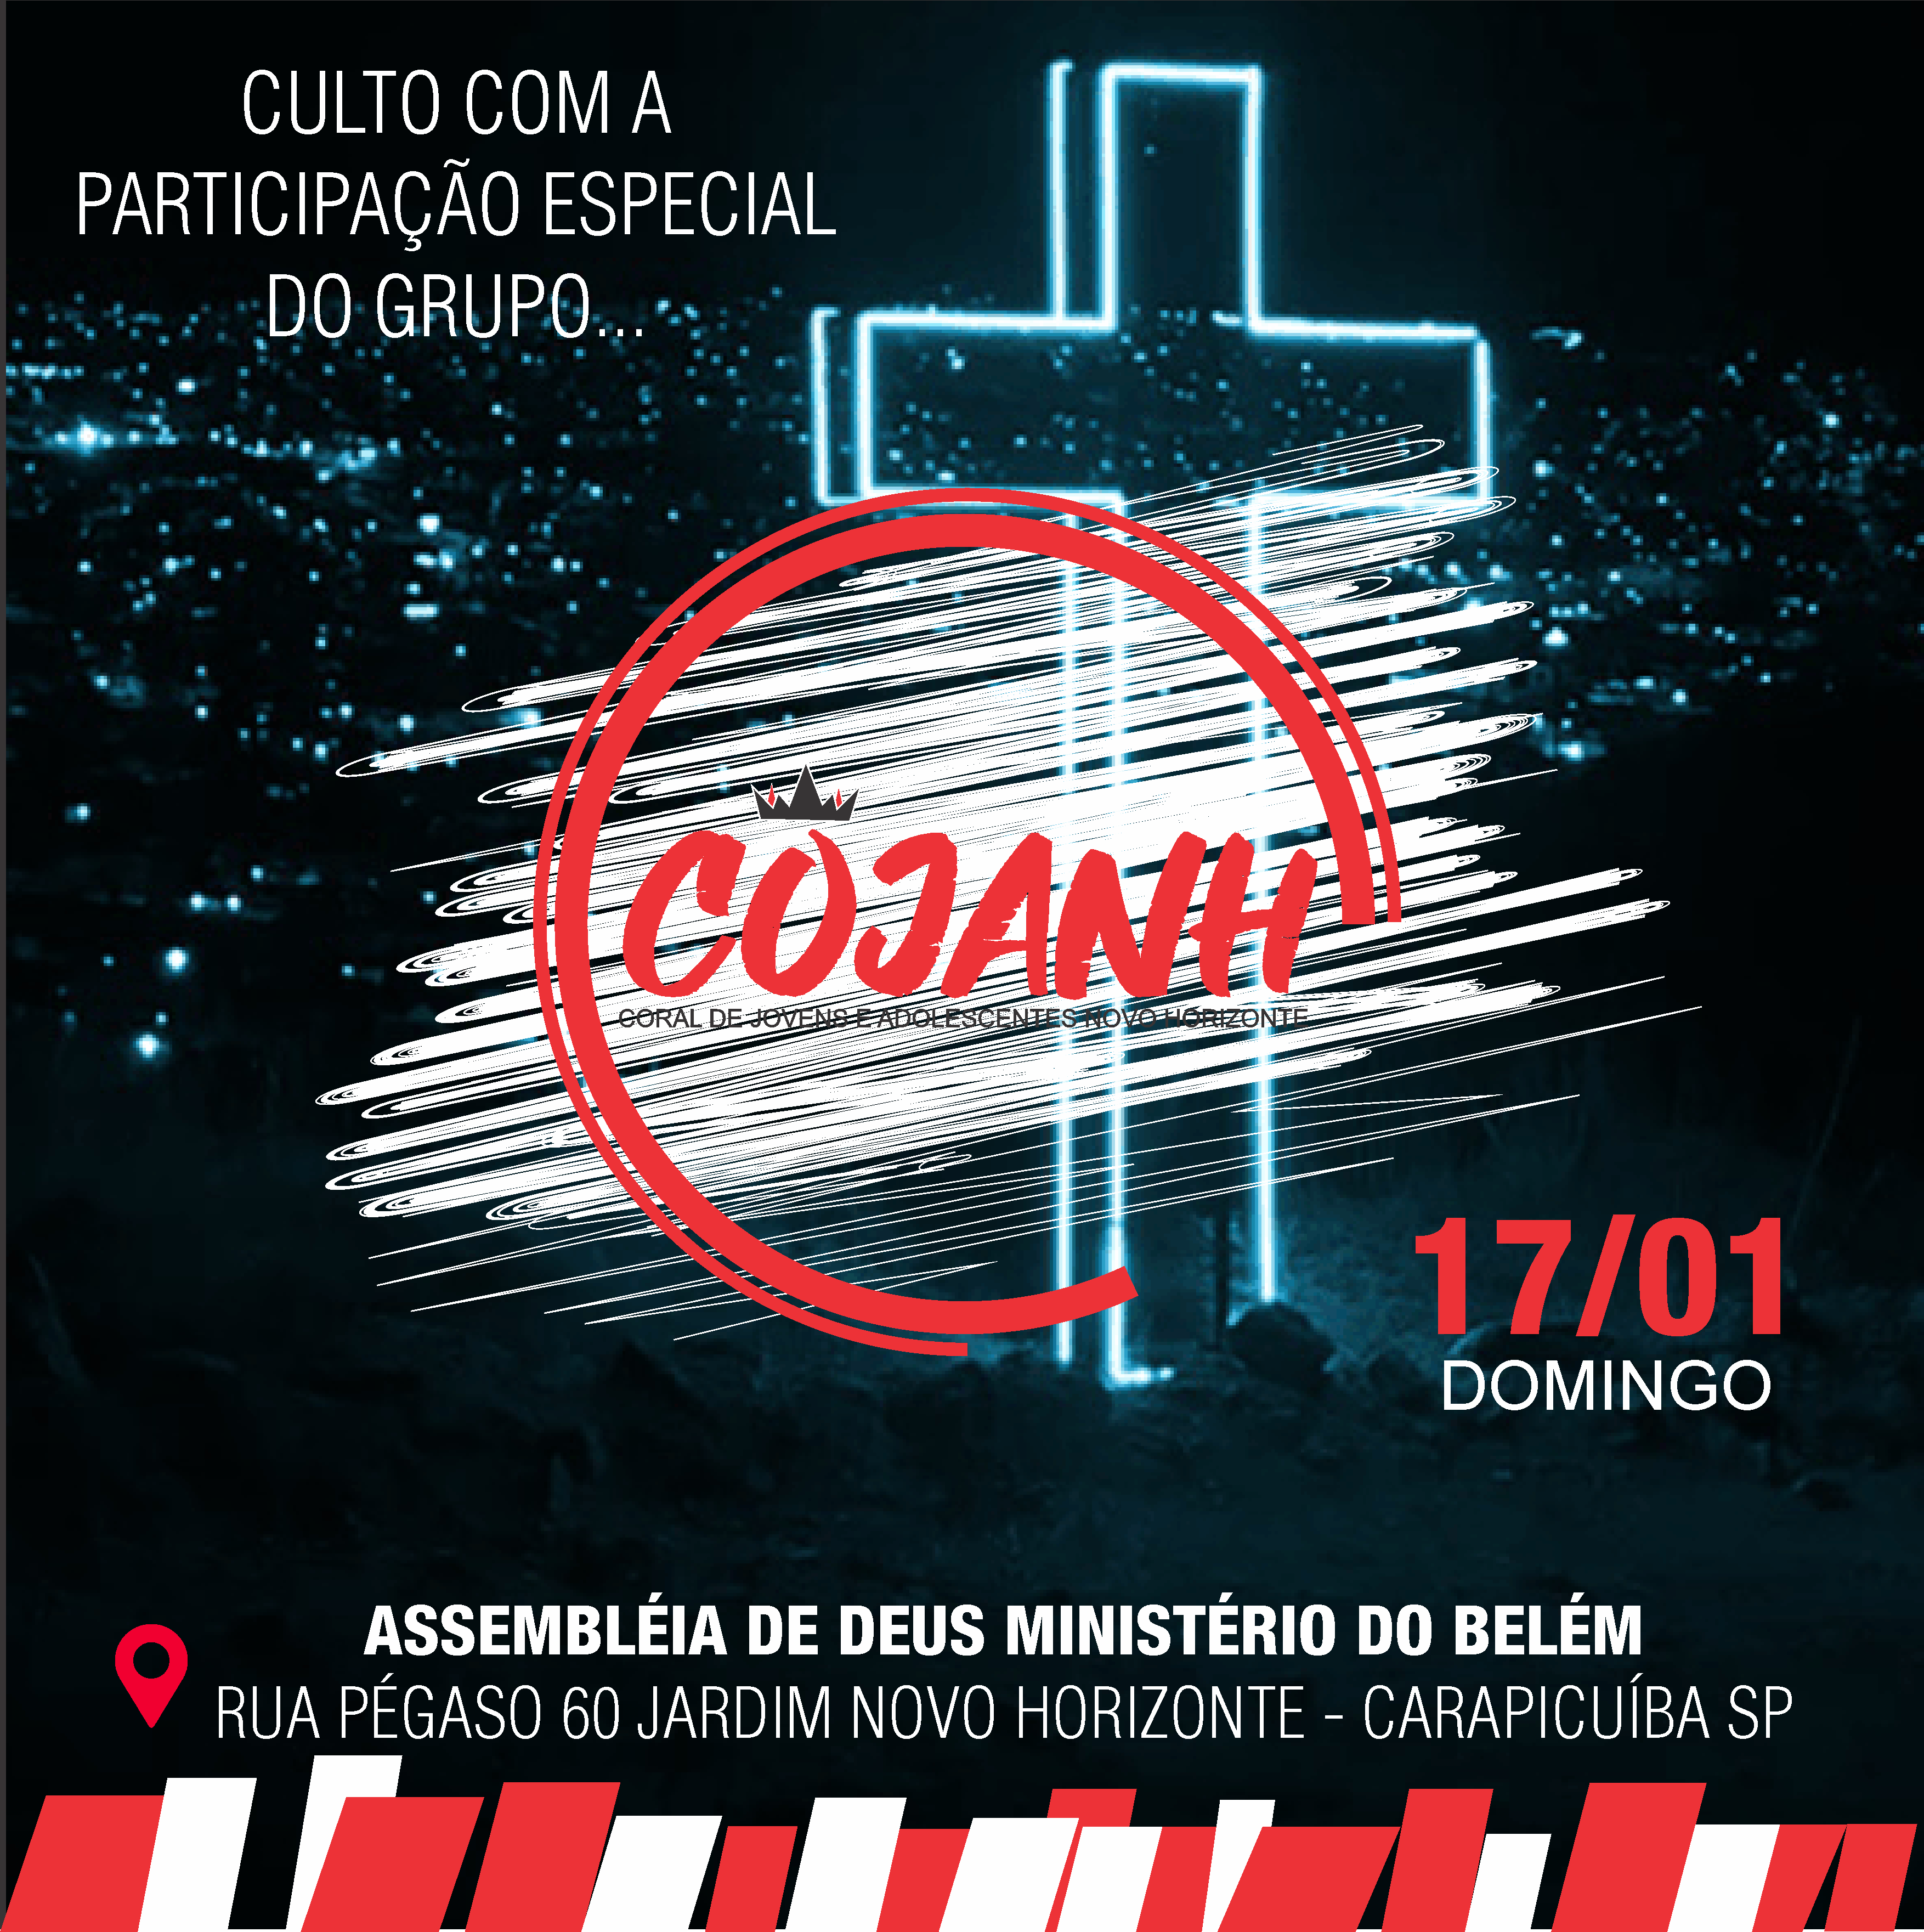 CULTO COM A
PARTICIPAÇÃO ESPECIAL
DO GRUPO...
COJANH
CORAL DE JOVENS E ADOLESCENTES NOVO HORIZONTE
17/01
DOMINGO
ASSEMBLÉIA DE DEUS MINISTÉRIO DO BELÉM
RUA PÉGASO 60 JARDIM NOVO HORIZONTE - CARAPICUÍBA SP